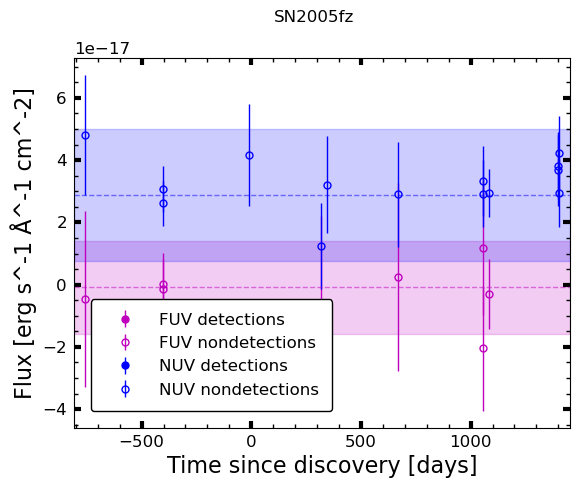 SN2005fz
1e−17
6
4
2
0
−2
−4
Flux [erg s^-1 Å^-1 cm^-2]
FUV detections
FUV nondetections
NUV detections
NUV nondetections
−500 0 500 1000
Time since discovery [days]